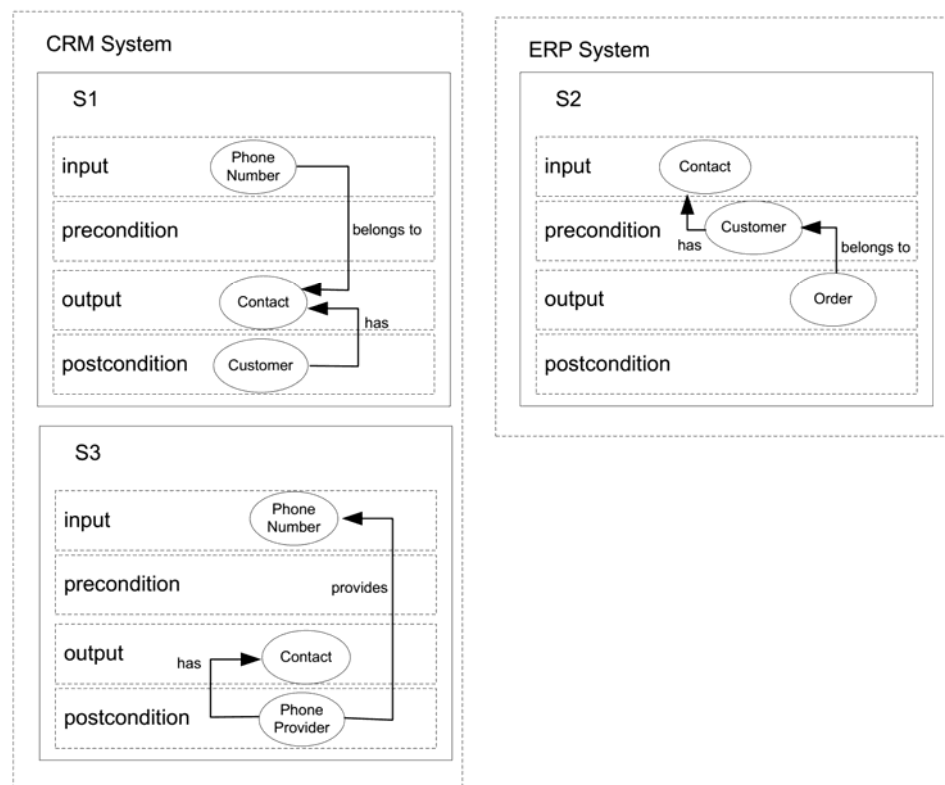 CRM System
S1
input
Phone
Number
belongs to
precondition
output
Contact
has
postcondition
Customer
S3
input
Phone
Number
precondition
provides
output
has
Contact
postcondition
Phone
Provider
ERP System
S2
input
Contact
precondition
has
Customer
belongs to
output
Order
postcondition